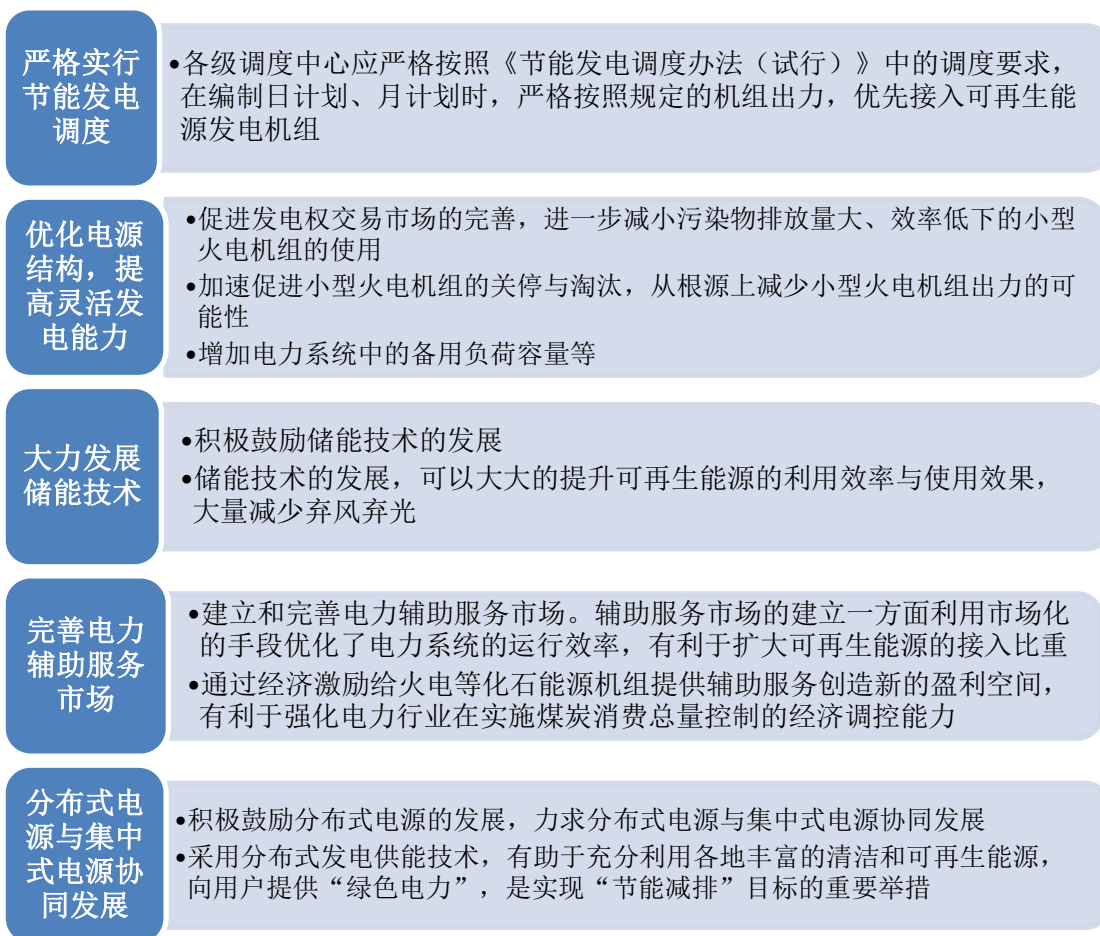 严格实行
节能发电
调度
•各级调度中心应严格按照《节能发电调度办法（试行）》中的调度要求，
在编制日计划、月计划时，严格按照规定的机组出力，优先接入可再生能
源发电机组
优化电源
结构，提
高灵活发
电能力
•促进发电权交易市场的完善，进一步减小污染物排放量大、效率低下的小型
火电机组的使用
•加速促进小型火电机组的关停与淘汰，从根源上减少小型火电机组出力的可
能性
•增加电力系统中的备用负荷容量等
大力发展
储能技术
•积极鼓励储能技术的发展
•储能技术的发展，可以大大的提升可再生能源的利用效率与使用效果，
大量减少弃风弃光
完善电力
辅助服务
市场
•建立和完善电力辅助服务市场。辅助服务市场的建立一方面利用市场化
的手段优化了电力系统的运行效率，有利于扩大可再生能源的接入比重
•通过经济激励给火电等化石能源机组提供辅助服务创造新的盈利空间，
有利于强化电力行业在实施煤炭消费总量控制的经济调控能力
分布式电
源与集中
式电源协
同发展
•积极鼓励分布式电源的发展，力求分布式电源与集中式电源协同发展
•采用分布式发电供能技术，有助于充分利用各地丰富的清洁和可再生能源，
向用户提供“绿色电力”，是实现“节能减排”目标的重要举措